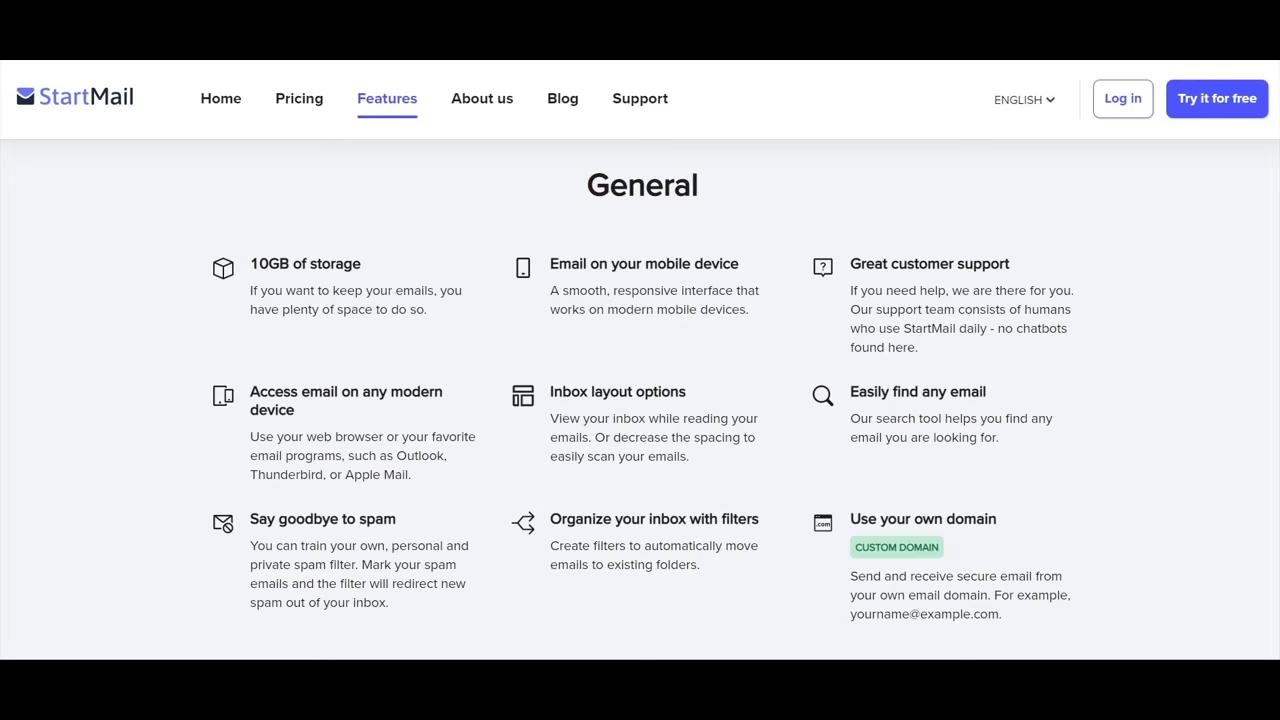 StartMail
Home
Pricing
Features
About us
Blog
Support
ENGLISH
Log in
Try it for free
General
10GB of storage
If you want to keep your emails, you
have plenty of space to do so.
Email on your mobile device
A smooth, responsive interface that
works on modern mobile devices.
?
Great customer support
If you need help, we are there for you.
Our support team consists of humans
who use StartMail daily - no chatbots
found here.
Access email on any modern
device
Use your web browser or your favorite
email programs, such as Outlook,
Thunderbird, or Apple Mail.
Inbox layout options
View your inbox while reading your
emails. Or decrease the spacing to
easily scan your emails.
Easily find any email
Our search tool helps you find any
email you are looking for.
Say goodbye to spam
You can train your own, personal and
private spam filter. Mark your spam
emails and the filter will redirect new
spam out of your inbox.
Organize your inbox with filters
Create filters to automatically move
emails to existing folders.
.com
Use your own domain
CUSTOM DOMAIN
Send and receive secure email from
your own email domain. For example,
yourname@example.com.